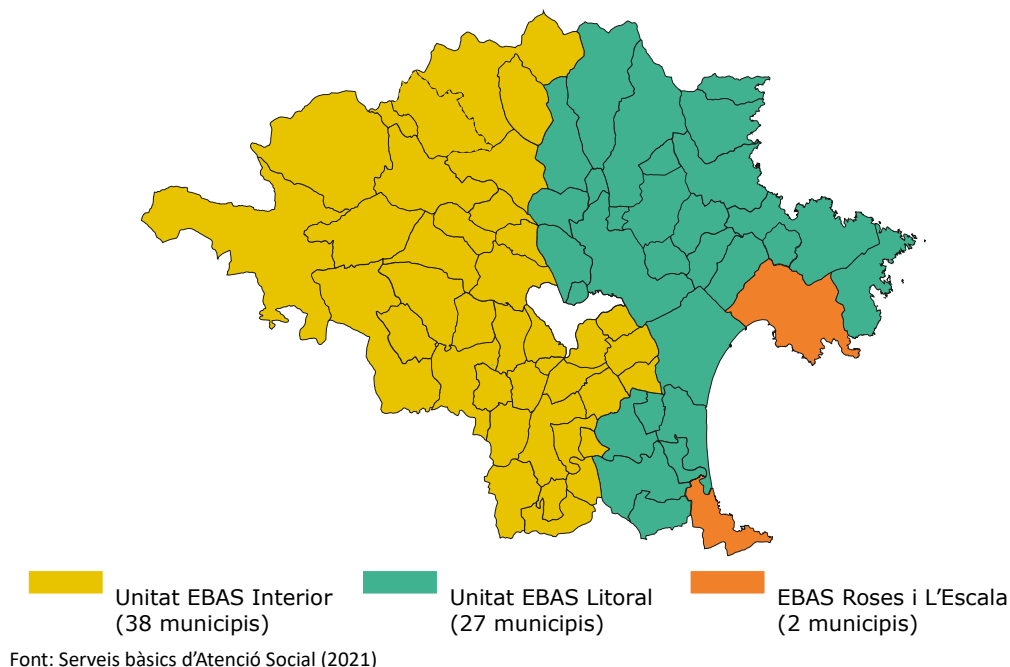 Unitat EBAS Interior
(38 municipis)
Unitat EBAS Litoral
(27 municipis)
EBAS Roses i L’Escala
(2 municipis)
Font: Serveis bàsics d’Atenció Social (2021)